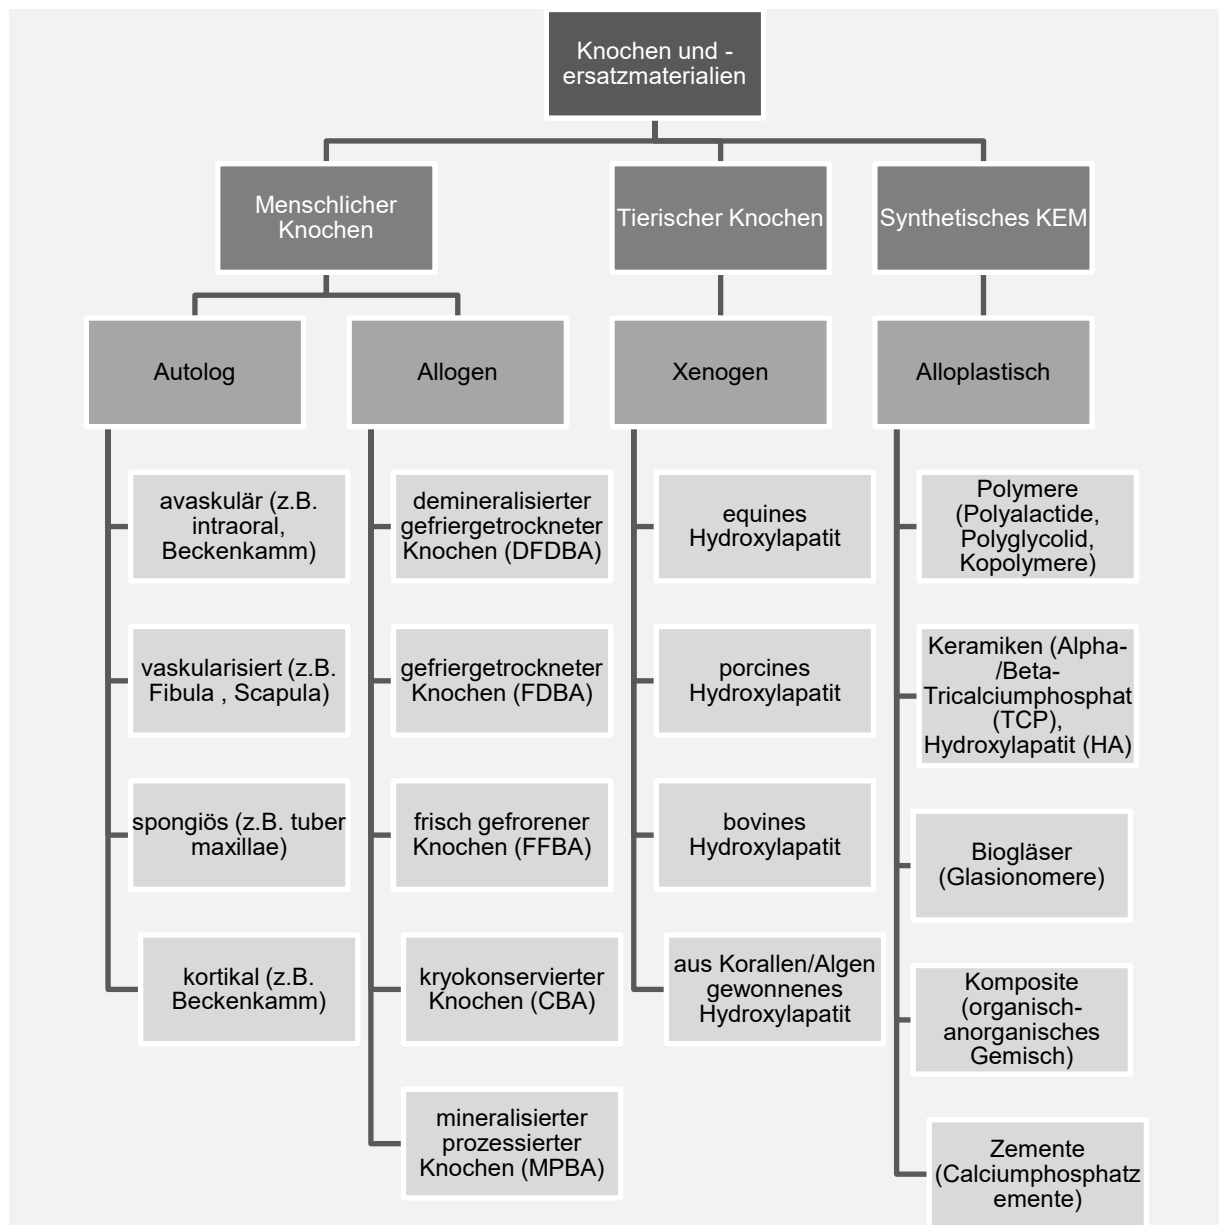 Knochen und -
ersatzmaterialien
Menschlicher
Knochen
Tierischer Knochen
Synthetisches KEM
Autolog
Allogen
Xenogen
Alloplastisch
avaskulär (z.B.
intraoral,
Beckenkamm)
vaskularisiert (z.B.
Fibula , Scapula)
spongiös (z.B. tuber
maxillae)
kortikal (z.B.
Beckenkamm)
demineralisierter
gefriergetrockneter
Knochen (DFDBA)
gefriergetrockneter
Knochen (FDBA)
frisch gefrorener
Knochen (FFBA)
kryokonservierter
Knochen (CBA)
mineralisierter
prozessierter
Knochen (MPBA)
equines
Hydroxylapatit
porcines
Hydroxylapatit
bovines
Hydroxylapatit
aus Korallen/Algen
gewonnenes
Hydroxylapatit
Polymere
(Polyalactide,
Polyglycolid,
Kopolymere)
Keramiken (Alpha-
/Beta-
Tricalciumphosphat
(TCP),
Hydroxylapatit (HA)
Biogläser
(Glasionomere)
Komposite
(organisch-
anorganisches
Gemisch)
Zemente
(Calciumphosphatz
emente)